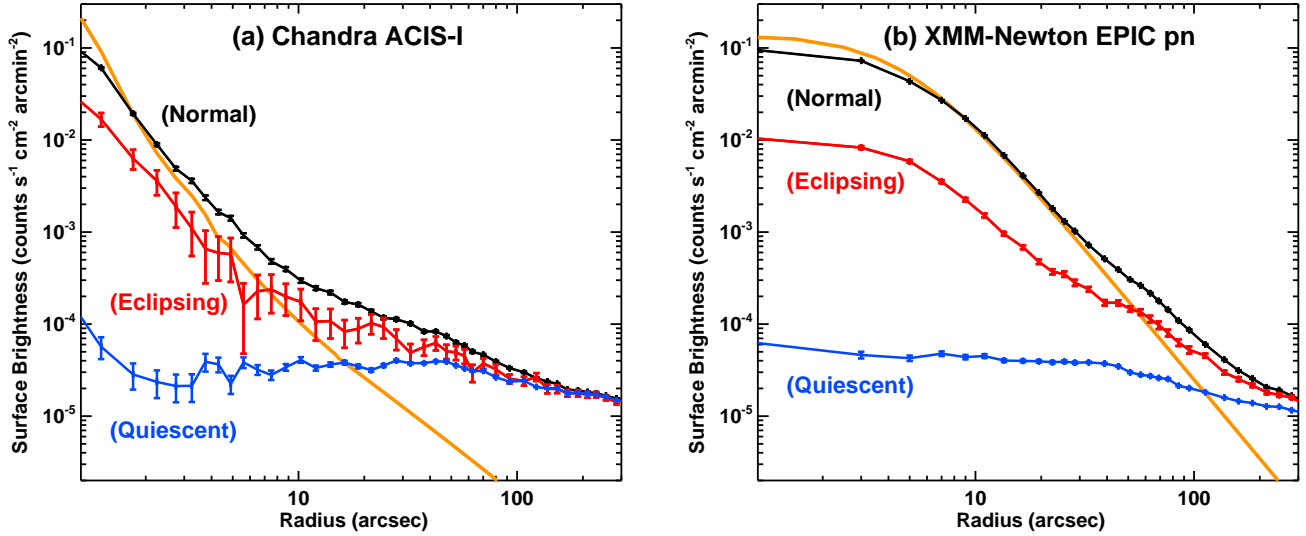 (a) Chandra ACIS-I
(Normal)
(Eclipsing)
(Quiescent)
10⁻¹
10⁻²
10⁻³
10⁻⁴
10⁻⁵
Surface Brightness (counts s⁻¹ cm⁻² arcmin⁻²)
10
100
Radius (arcsec)
(b) XMM-Newton EPIC pn
(Normal)
(Eclipsing)
(Quiescent)
10⁻¹
10⁻²
10⁻³
10⁻⁴
10⁻⁵
Surface Brightness (counts s⁻¹ cm⁻² arcmin⁻²)
10
100
Radius (arcsec)